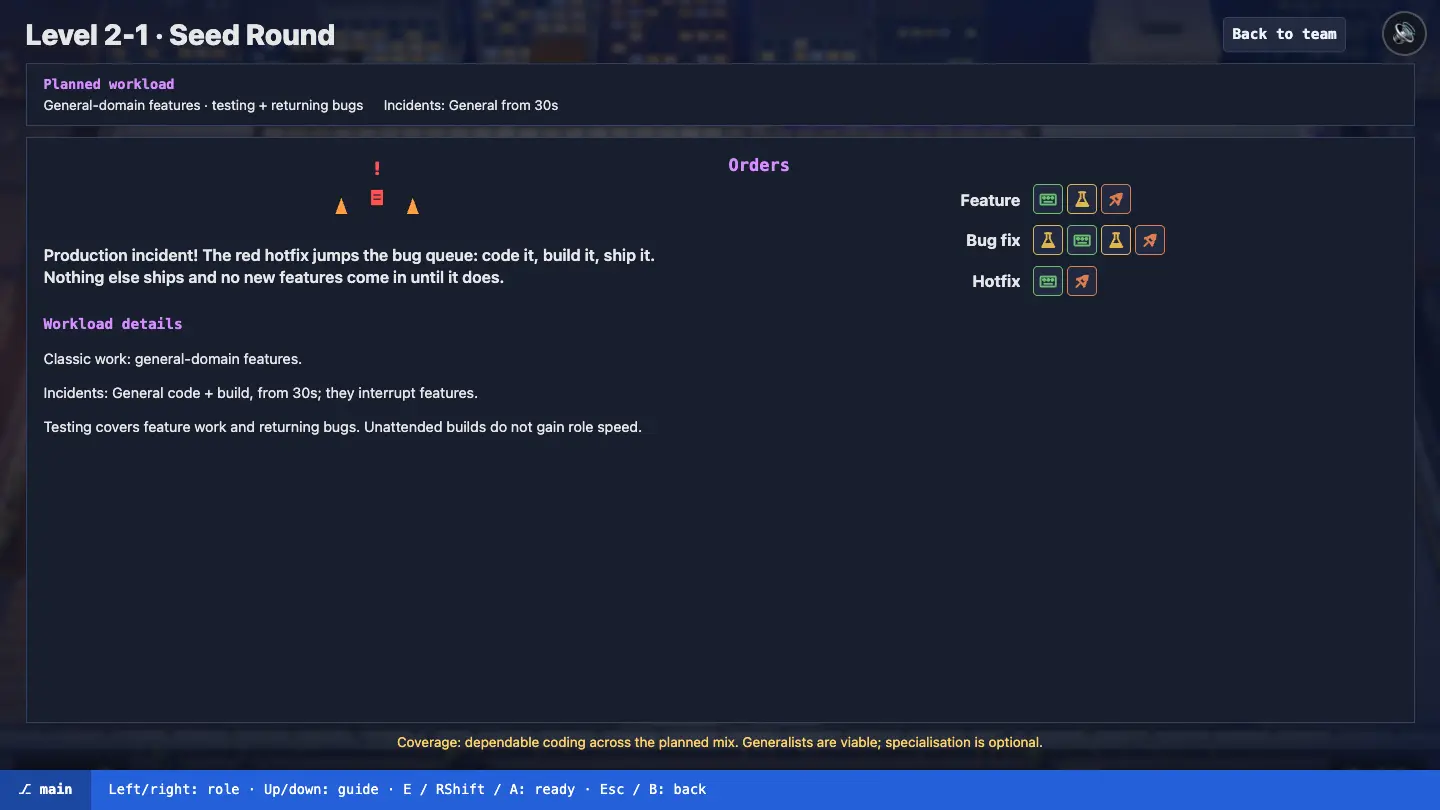 Level 2-1 · Seed Round
Back to team
Planned workload
General-domain features · testing + returning bugs Incidents: General from 30s
!
Production incident! The red hotfix jumps the bug queue: code it, build it, ship it.
Nothing else ships and no new features come in until it does.
Workload details
Classic work: general-domain features.
Incidents: General code + build, from 30s; they interrupt features.
Testing covers feature work and returning bugs. Unattended builds do not gain role speed.
Orders
Feature
Bug fix
Hotfix
Coverage: dependable coding across the planned mix. Generalists are viable; specialisation is optional.
main Left/right: role · Up/down: guide · E / RShift / A: ready · Esc / B: back